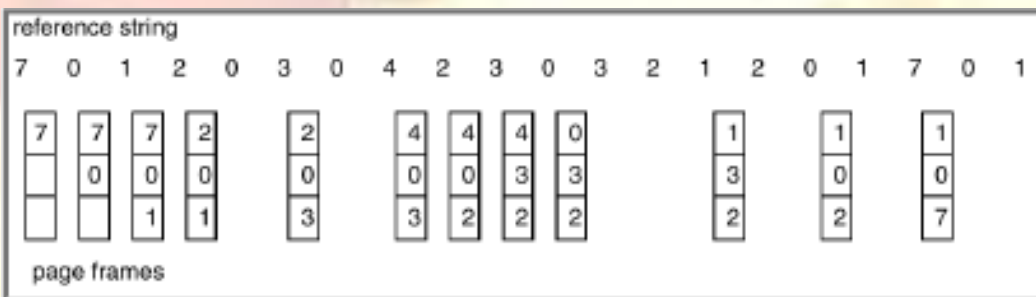 reference string
7 0 1 2 0 3 0 4 2 3 0 3 2 1 2 0 1 7 0 1
7 7 7 2 2 4 4 4 0 1 1 1
0 0 0 0 0 0 3 3 3 0 0
1 1 3 3 2 2 2 2 2 7
page frames